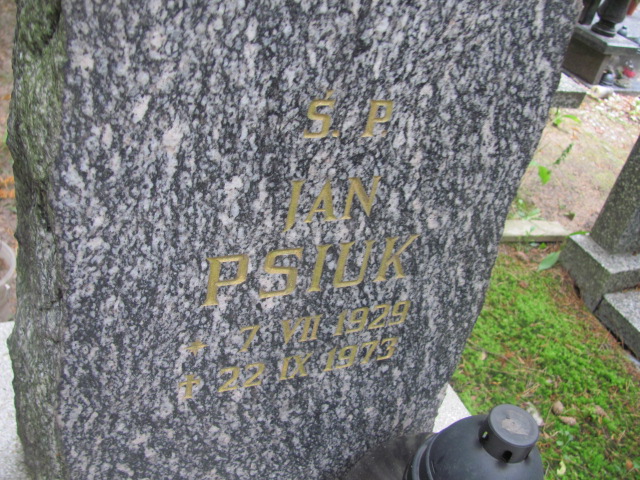 Ś. P
JAN
PSIUK
* 7 VII 1929
† 22 IX 1973